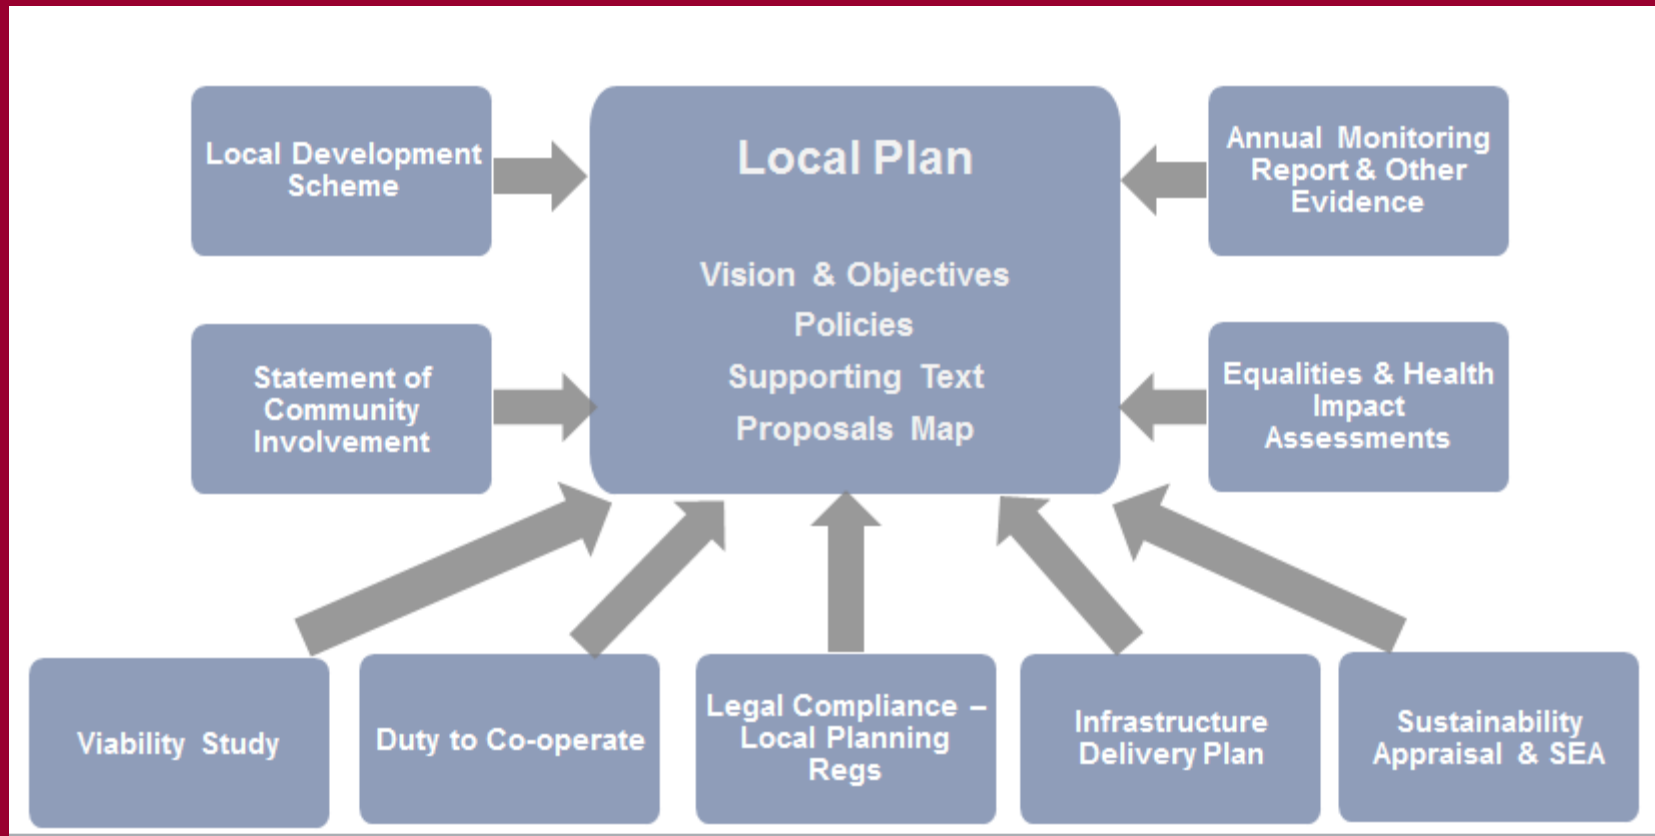 Local Development
Scheme
Local Plan
Vision & Objectives
Policies
Supporting Text
Proposals Map
Annual Monitoring
Report & Other
Evidence
Statement of
Community
Involvement
Equalities & Health
Impact
Assessments
Viability Study
Duty to Co-operate
Legal Compliance –
Local Planning
Regs
Infrastructure
Delivery Plan
Sustainability
Appraisal & SEA